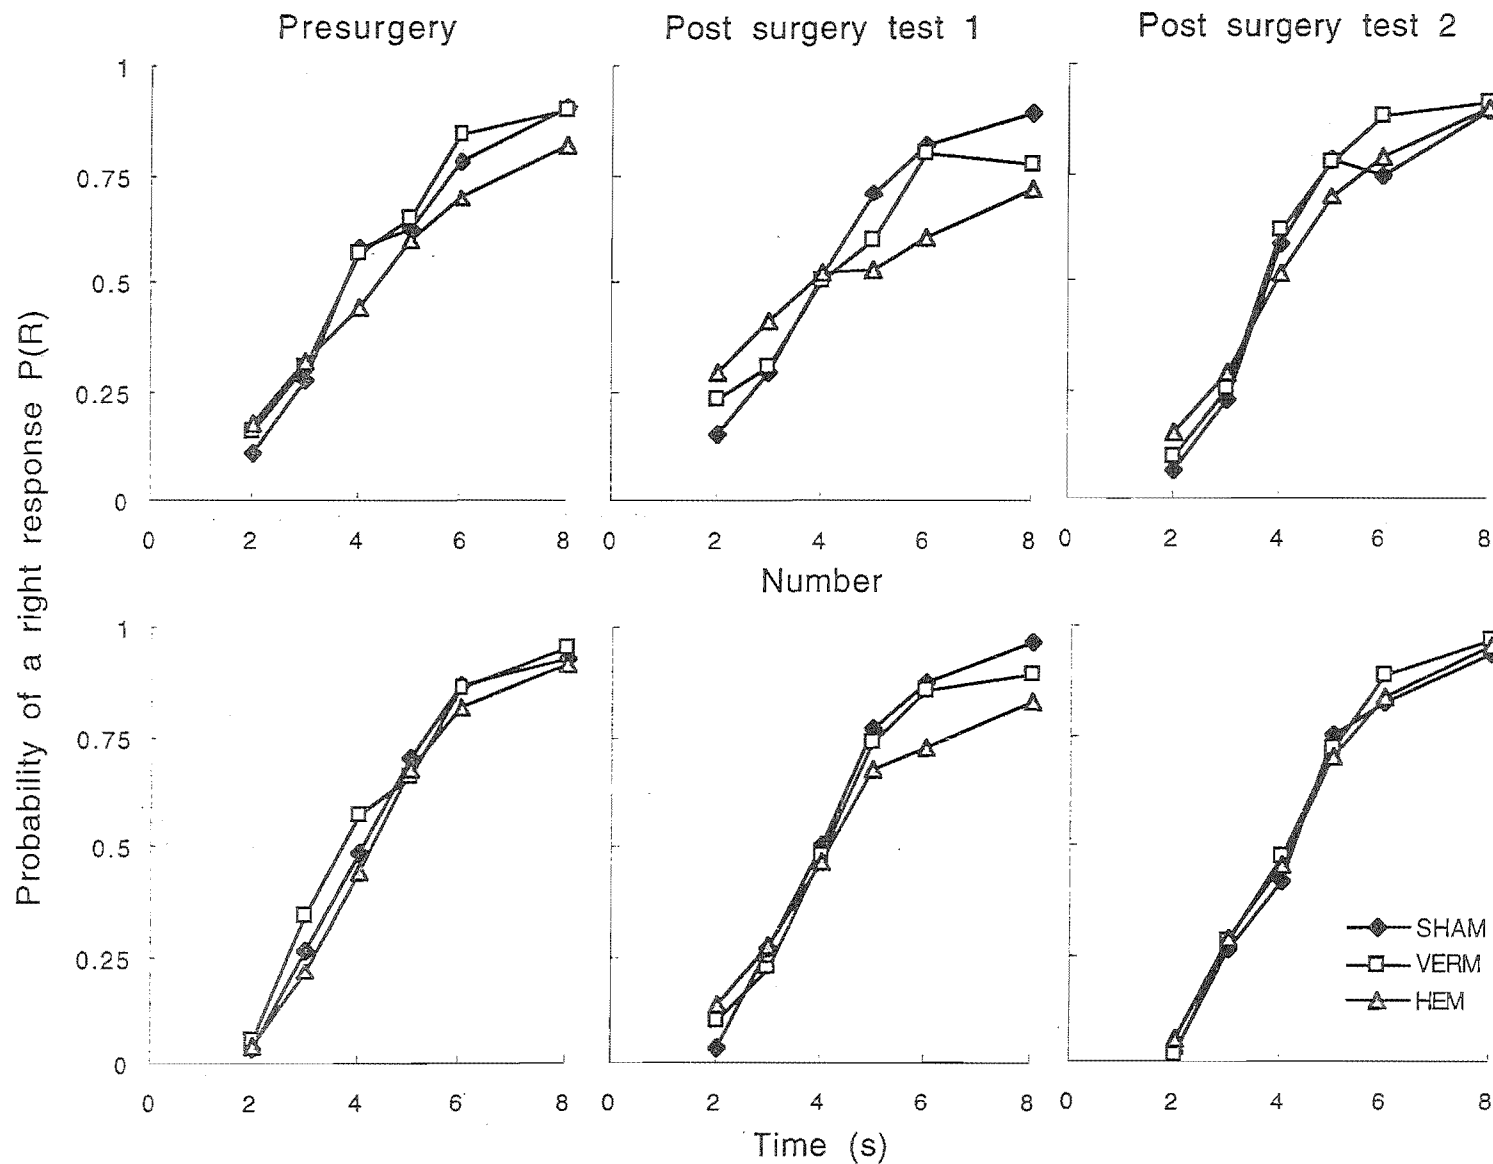 Presurgery
Post surgery test 1
Post surgery test 2
Probability of a right response P(R)
1
0.75
0.5
0.25
0
0 2 4 6 8
0 2 4 6 8
0 2 4 6 8
Number
1
0.75
0.5
0.25
0
0 2 4 6 8
0 2 4 6 8
0 2 4 6 8
Time (s)
SHAM
VERM
HEM